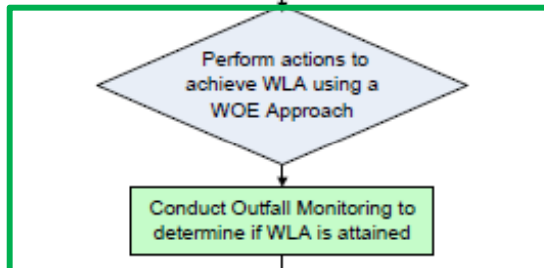 Perform actions to
achieve WLA using a
WOE Approach
Conduct Outfall Monitoring to
determine if WLA is attained